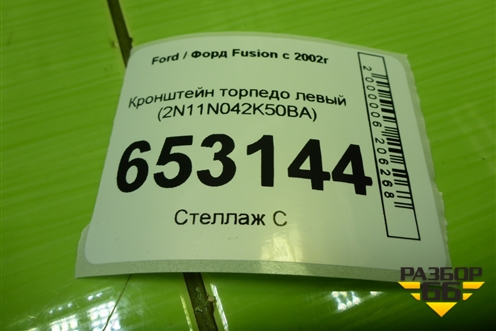 Ford / Форд Fusion с 2002г
Кронштейн торпедо левый
(2N11N042K50BA)
653144
Стеллаж С
2000006206268
РАЗБОР
66